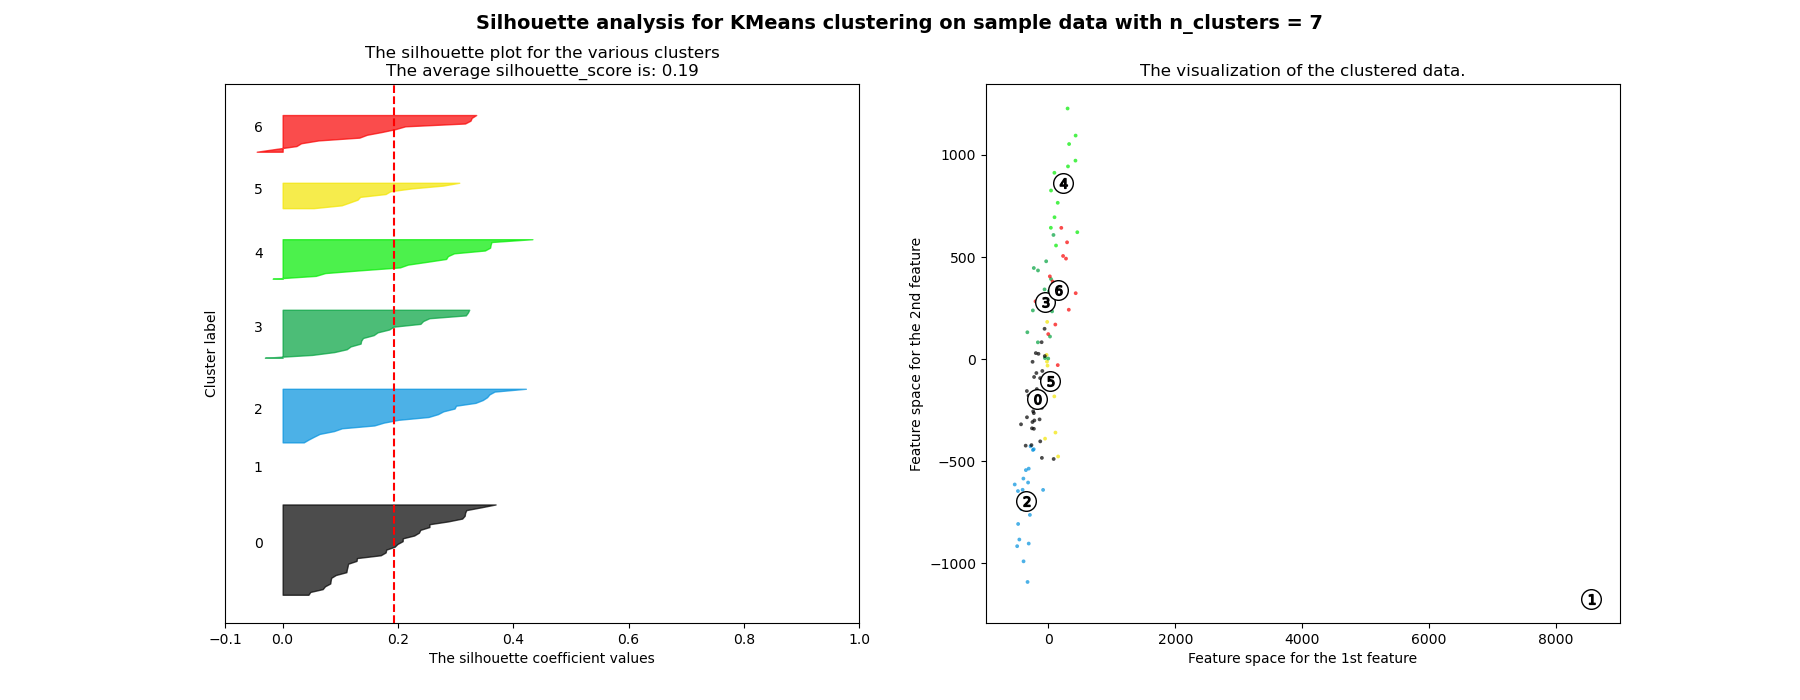 Silhouette analysis for KMeans clustering on sample data with n_clusters = 7
The silhouette plot for the various clusters
The average silhouette_score is: 0.19
6
5
4
3
2
1
0
Cluster label
−0.1 0.0 0.2 0.4 0.6 0.8 1.0
The silhouette coefficient values
The visualization of the clustered data.
1000
500
0
−500
−1000
Feature space for the 2nd feature
4
3 6
5
0
2
1
0 2000 4000 6000 8000
Feature space for the 1st feature